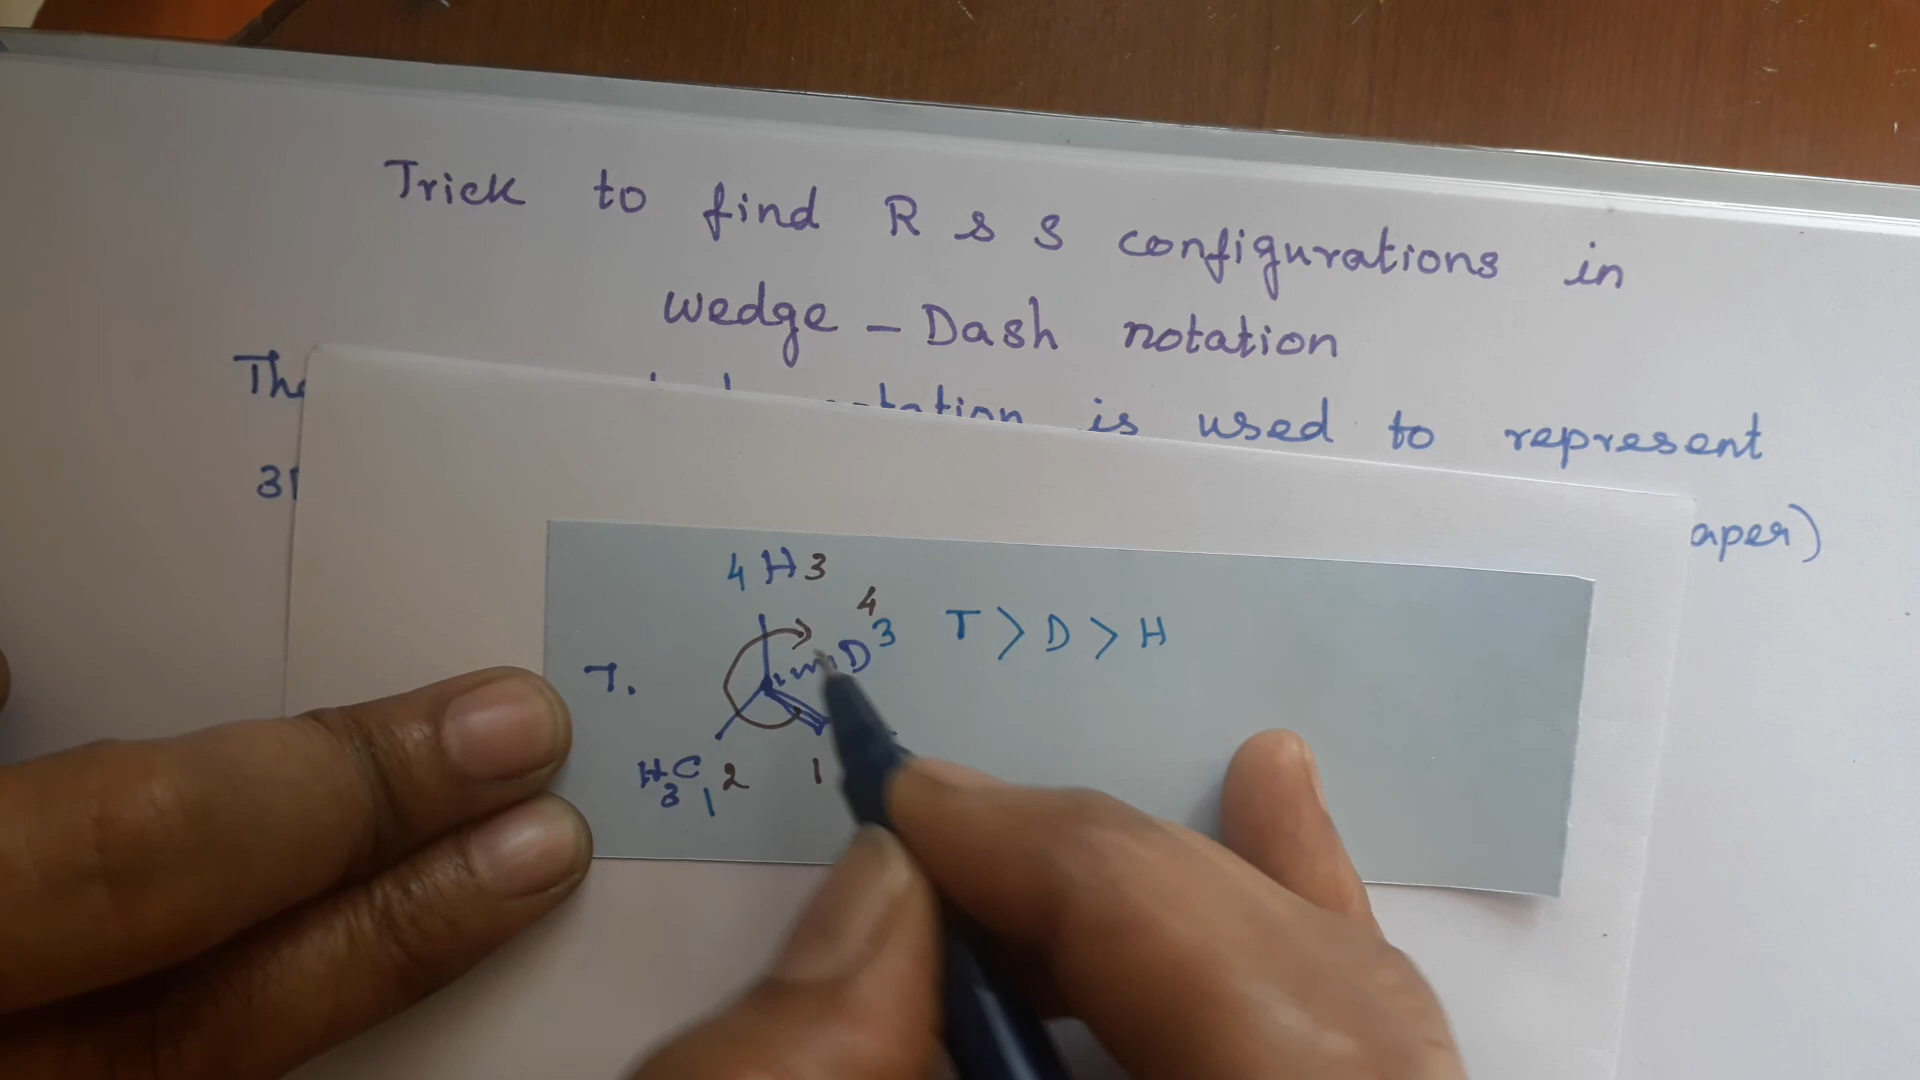 Trick to find R & S configurations in
wedge - Dash notation
is used to represent
aper)
4 H 3
4
D 3 T > D > H
7.
H3C 1 2 1